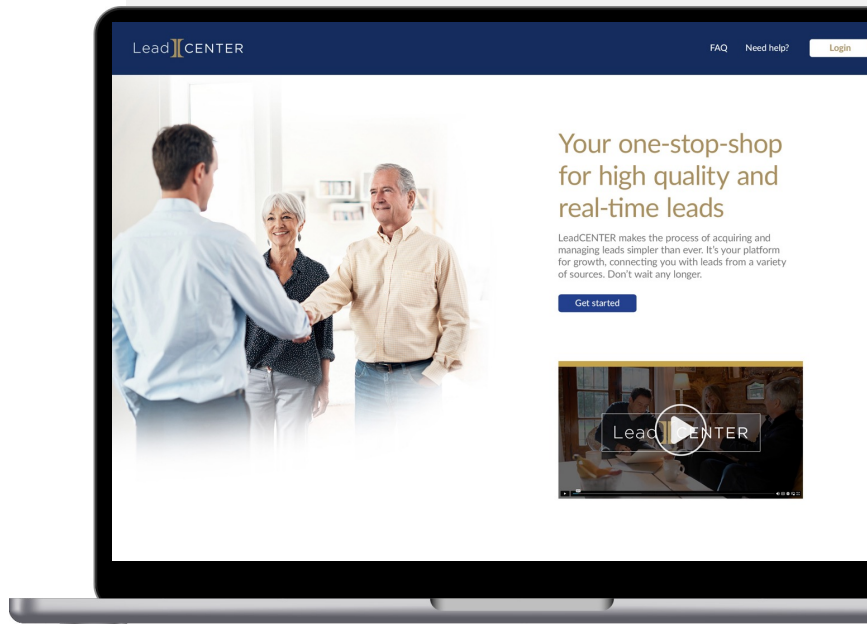 Lead CENTER
FAQ
Need help?
Login
Your one-stop-shop
for high quality and
real-time leads
LeadCENTER makes the process of acquiring and
managing leads simpler than ever. It's your platform
for growth, connecting you with leads from a variety
of sources. Don't wait any longer.
Get started
Lead CENTER